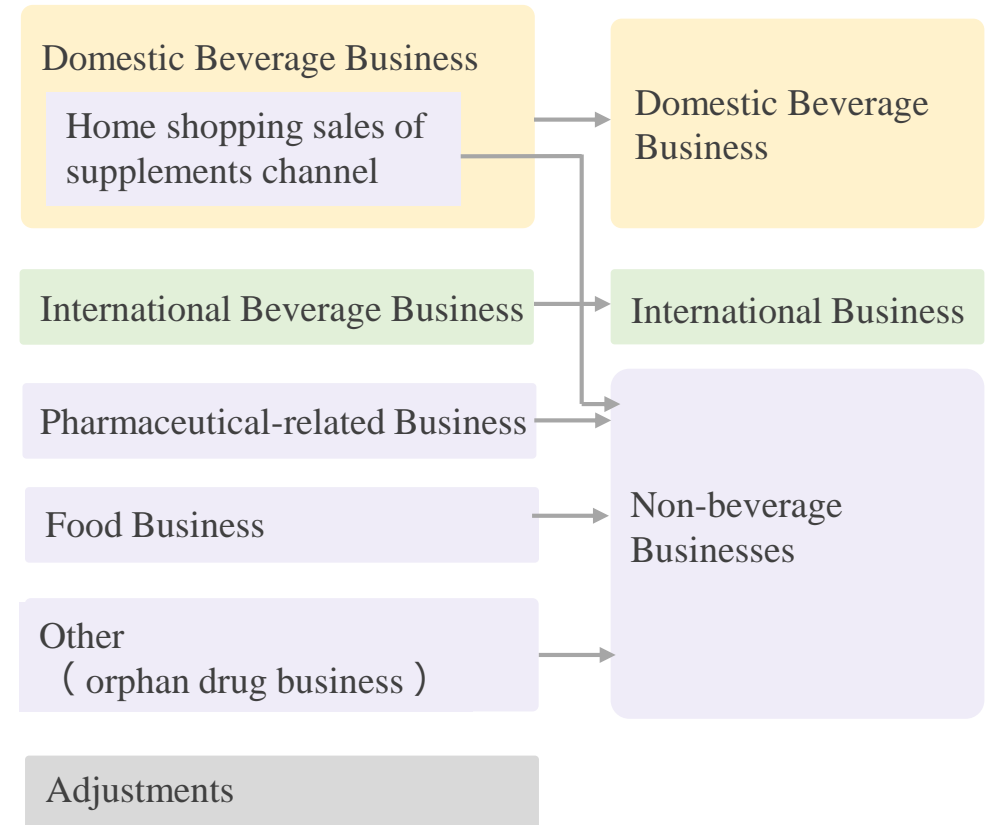 Domestic Beverage Business
Home shopping sales of
supplements channel
International Beverage Business
Pharmaceutical-related Business
Food Business
Other
（ orphan drug business ）
Adjustments
Domestic Beverage
Business
International Business
Non-beverage
Businesses